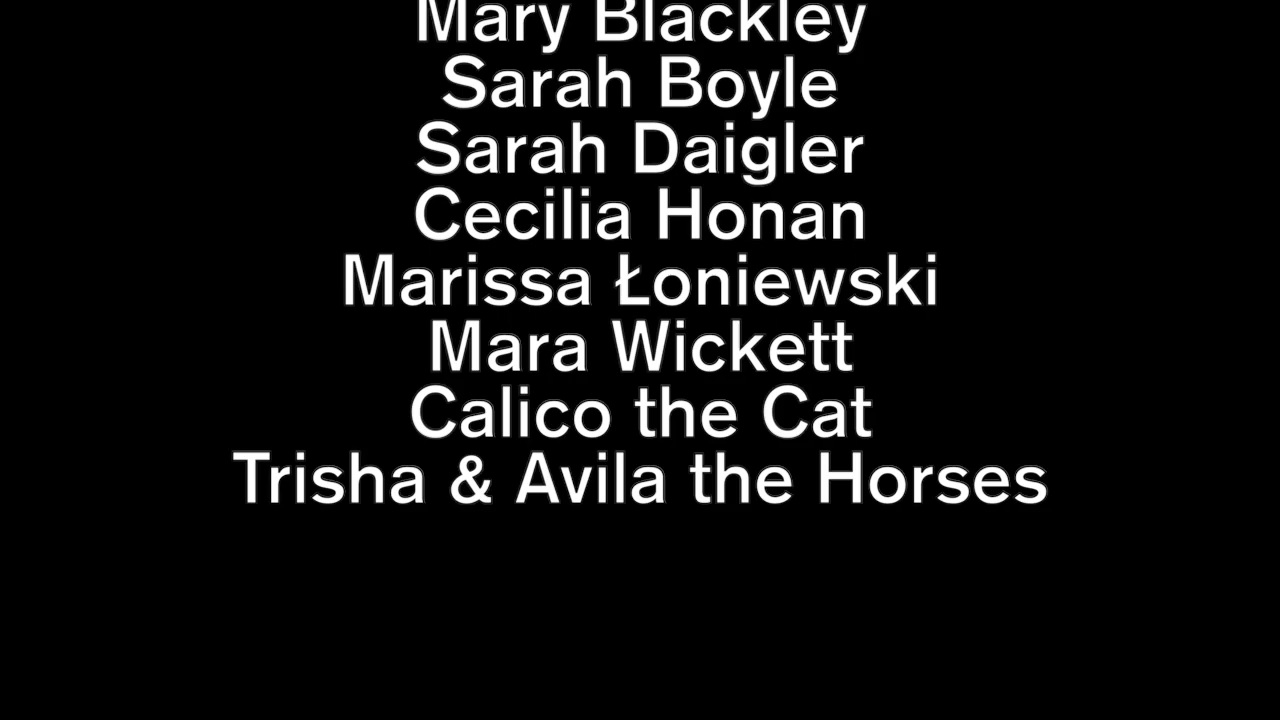 Mary Blackley
Sarah Boyle
Sarah Daigler
Cecilia Honan
Marissa Łoniewski
Mara Wickett
Calico the Cat
Trisha & Avila the Horses